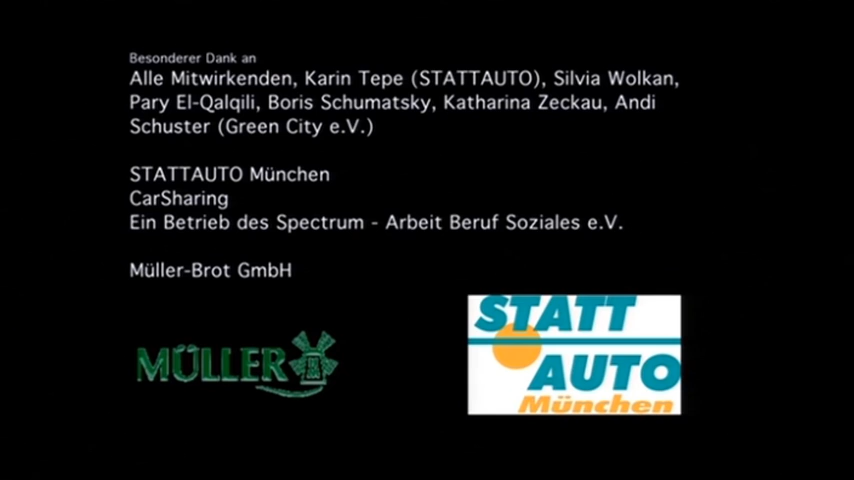 Besonderer Dank an
Alle Mitwirkenden, Karin Tepe (STATTAUTO), Silvia Wolkan,
Pary El-Qalqili, Boris Schumatsky, Katharina Zeckau, Andi
Schuster (Green City e.V.)
STATTAUTO München
CarSharing
Ein Betrieb des Spectrum - Arbeit Beruf Soziales e.V.
Müller-Brot GmbH
MÜLLER
STATT
AUTO
München